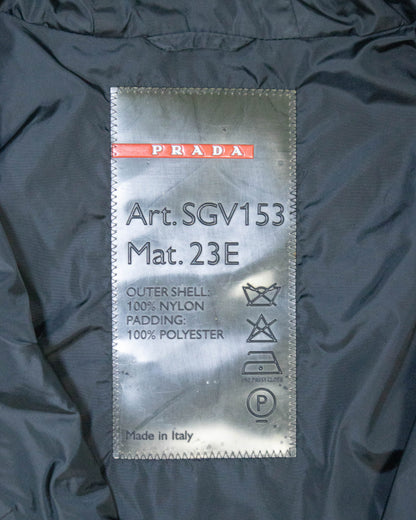 PRADA
Art. SGV153
Mat. 23E
OUTER SHELL:
100% NYLON
PADDING:
100% POLYESTER
P
Made in Italy